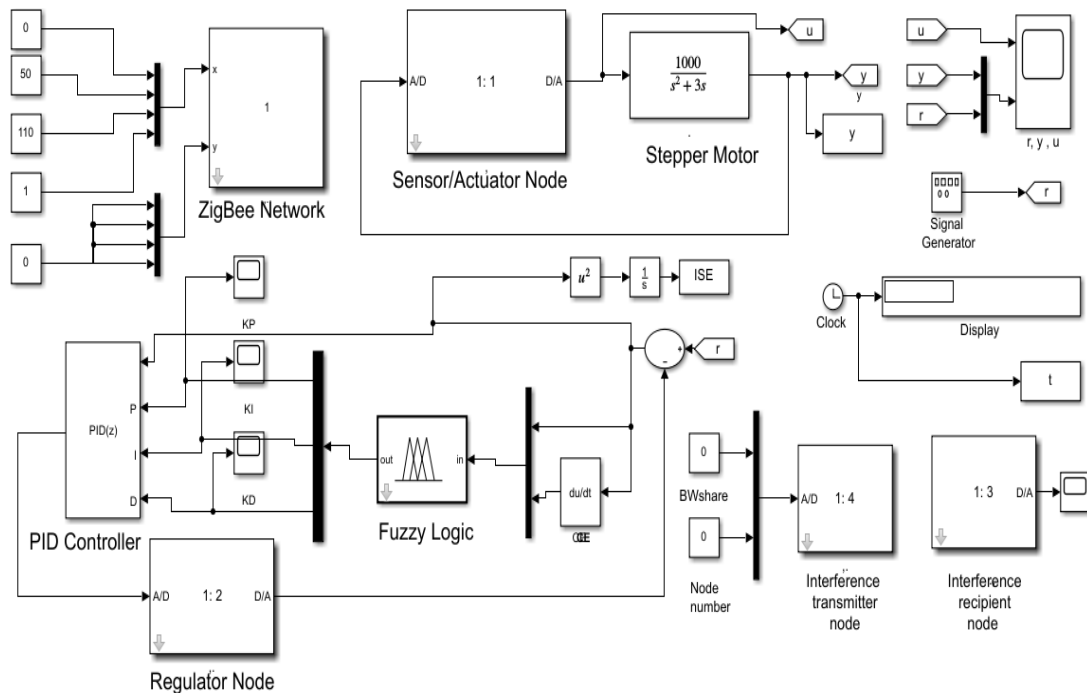 0
50
110
1
0
x
y
1
ZigBee Network
A/D
1: 1
D/A
Sensor/Actuator Node
1000
s² + 3s
Stepper Motor
u
y
y
y
u
y
r
r, y , u
Signal
Generator
r
Clock
Display
t
KP
KI
KD
u²
1
s
ISE
+
-
r
PID(z)
P
I
D
PID Controller
out
in
Fuzzy Logic
du/dt
A/D
1: 2
D/A
Regulator Node
0
BWshare
0
Node
number
A/D
1: 4
Interference
transmitter
node
1: 3
D/A
Interference
recipient
node